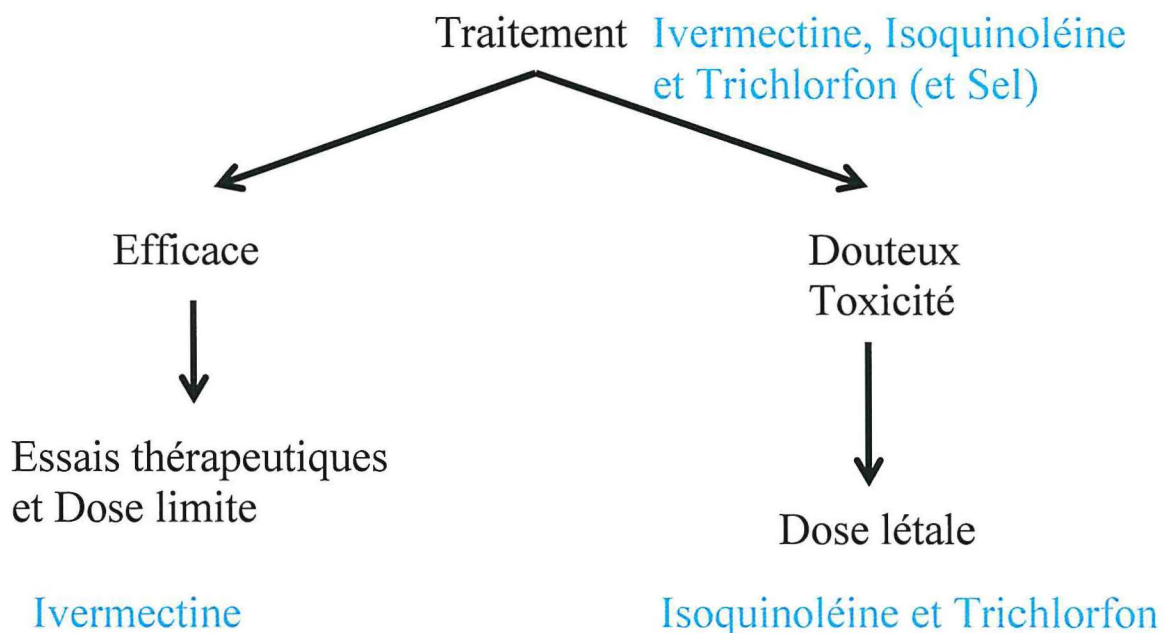 Traitement Ivermectine, Isoquinoléine
et Trichlorfon (et Sel)
Efficace
Douteux
Toxicité
Essais thérapeutiques
et Dose limite
Dose létale
Ivermectine
Isoquinoléine et Trichlorfon